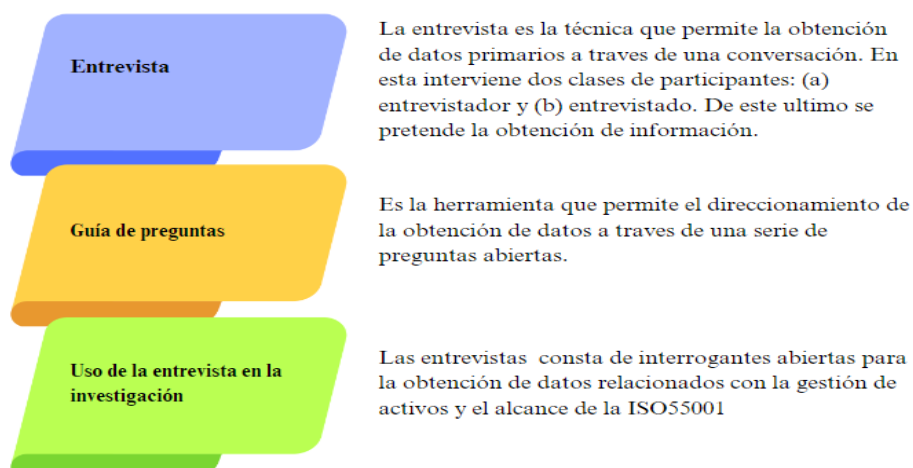 Entrevista
La entrevista es la técnica que permite la obtención
de datos primarios a traves de una conversación. En
esta interviene dos clases de participantes: (a)
entrevistador y (b) entrevistado. De este ultimo se
pretende la obtención de información.
Guía de preguntas
Es la herramienta que permite el direccionamiento de
la obtención de datos a traves de una serie de
preguntas abiertas.
Uso de la entrevista en la
investigación
Las entrevistas consta de interrogantes abiertas para
la obtención de datos relacionados con la gestión de
activos y el alcance de la ISO55001